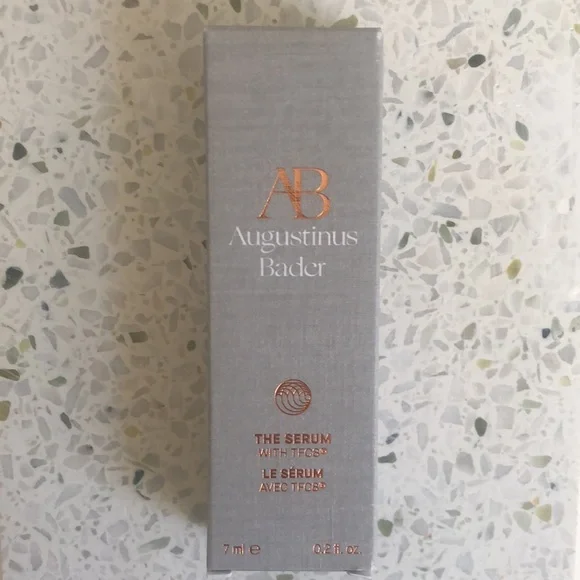 AB
Augustinus
Bader
THE SERUM
WITH TFC8®
LE SÉRUM
AVEC TFC8®
7 ml ℮ 0.2 fl. oz.